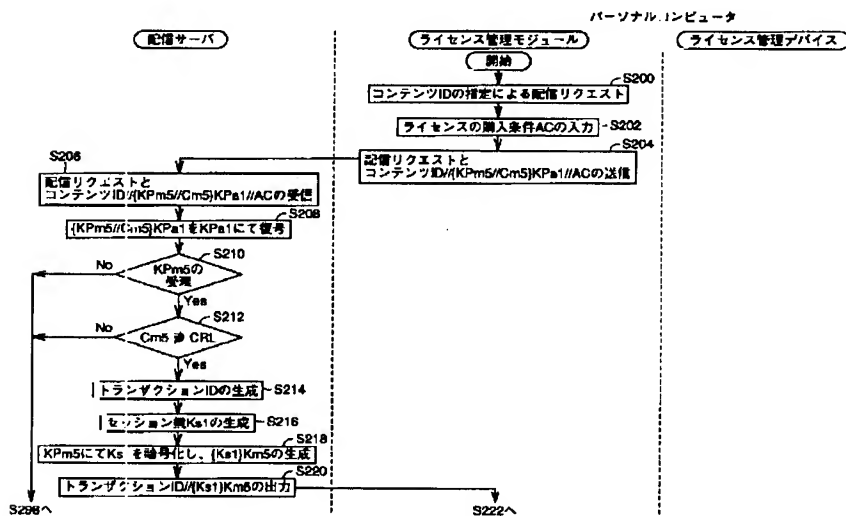 パーソナルコンピュータ
配信サーバ
ライセンス管理モジュール
ライセンス管理デバイス
開始
S200
コンテンツIDの指定による配信リクエスト
ライセンスの購入条件ACの入力
S202
S204
配信リクエストと
コンテンツID//{KPm5//Cm5}KPa1//ACの送信
S206
配信リクエストと
コンテンツID//{KPm5//Cm5}KPa1//ACの受信
S208
{KPm5//Cm5}KPa1をKPa1にて復号
S210
KPm5の
受理
No
Yes
S212
Cm5 ∉ CRL
No
Yes
トランザクションIDの生成
S214
セッション鍵Ks1の生成
S216
S218
KPm5にてKs を暗号化し、{Ks1}Km5の生成
S220
トランザクションID//{Ks1}Km5の出力
S298へ
S222へ